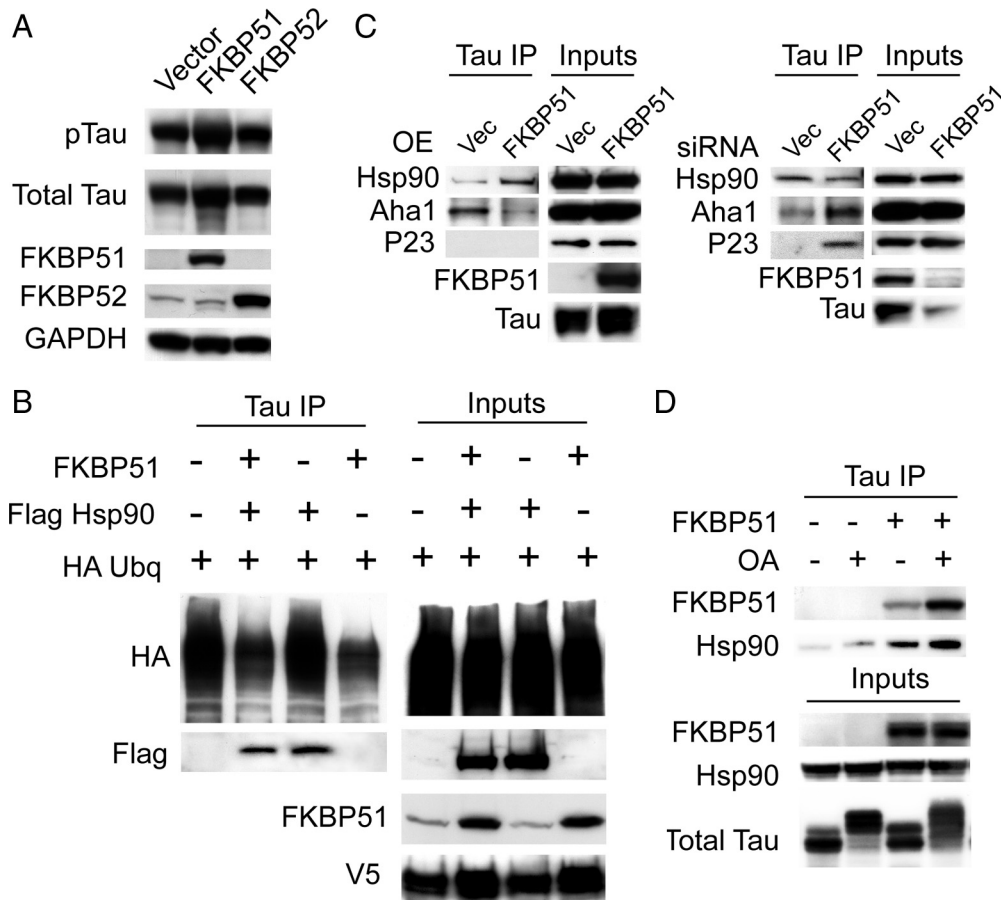 A
Vector
FKBP51
FKBP52
pTau
Total Tau
FKBP51
FKBP52
GAPDH
C
Tau IP Inputs
OE Vec FKBP51 Vec FKBP51
Hsp90
Aha1
P23
FKBP51
Tau
Tau IP Inputs
siRNA Vec FKBP51 Vec FKBP51
Hsp90
Aha1
P23
FKBP51
Tau
B
Tau IP Inputs
FKBP51 - + - + - + - +
Flag Hsp90 - + + - - + + -
HA Ubq + + + + + + + +
HA
Flag
FKBP51
V5
D
Tau IP
FKBP51 - - + +
OA - + - +
FKBP51
Hsp90
Inputs
FKBP51
Hsp90
Total Tau